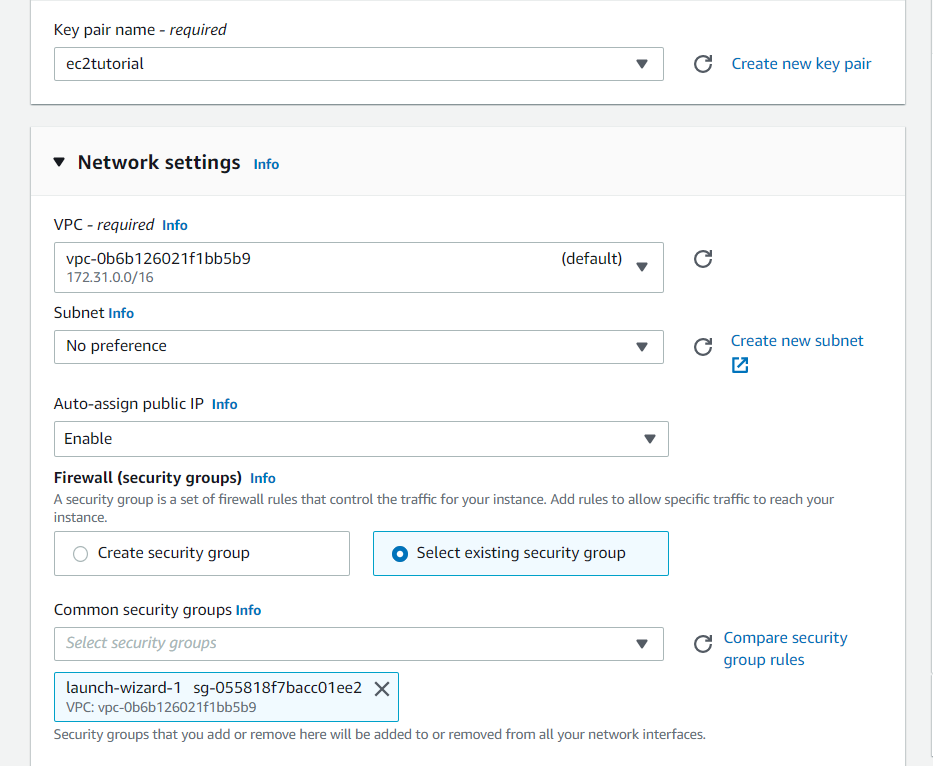 Key pair name - required
ec2tutorial
Create new key pair
Network settings Info
VPC - required Info
vpc-0b6b126021f1bb5b9 (default)
172.31.0.0/16
Subnet Info
No preference
Create new subnet
Auto-assign public IP Info
Enable
Firewall (security groups) Info
A security group is a set of firewall rules that control the traffic for your instance. Add rules to allow specific traffic to reach your
instance.
Create security group
Select existing security group
Common security groups Info
Select security groups
Compare security
group rules
launch-wizard-1 sg-055818f7bacc01ee2
VPC: vpc-0b6b126021f1bb5b9
Security groups that you add or remove here will be added to or removed from all your network interfaces.